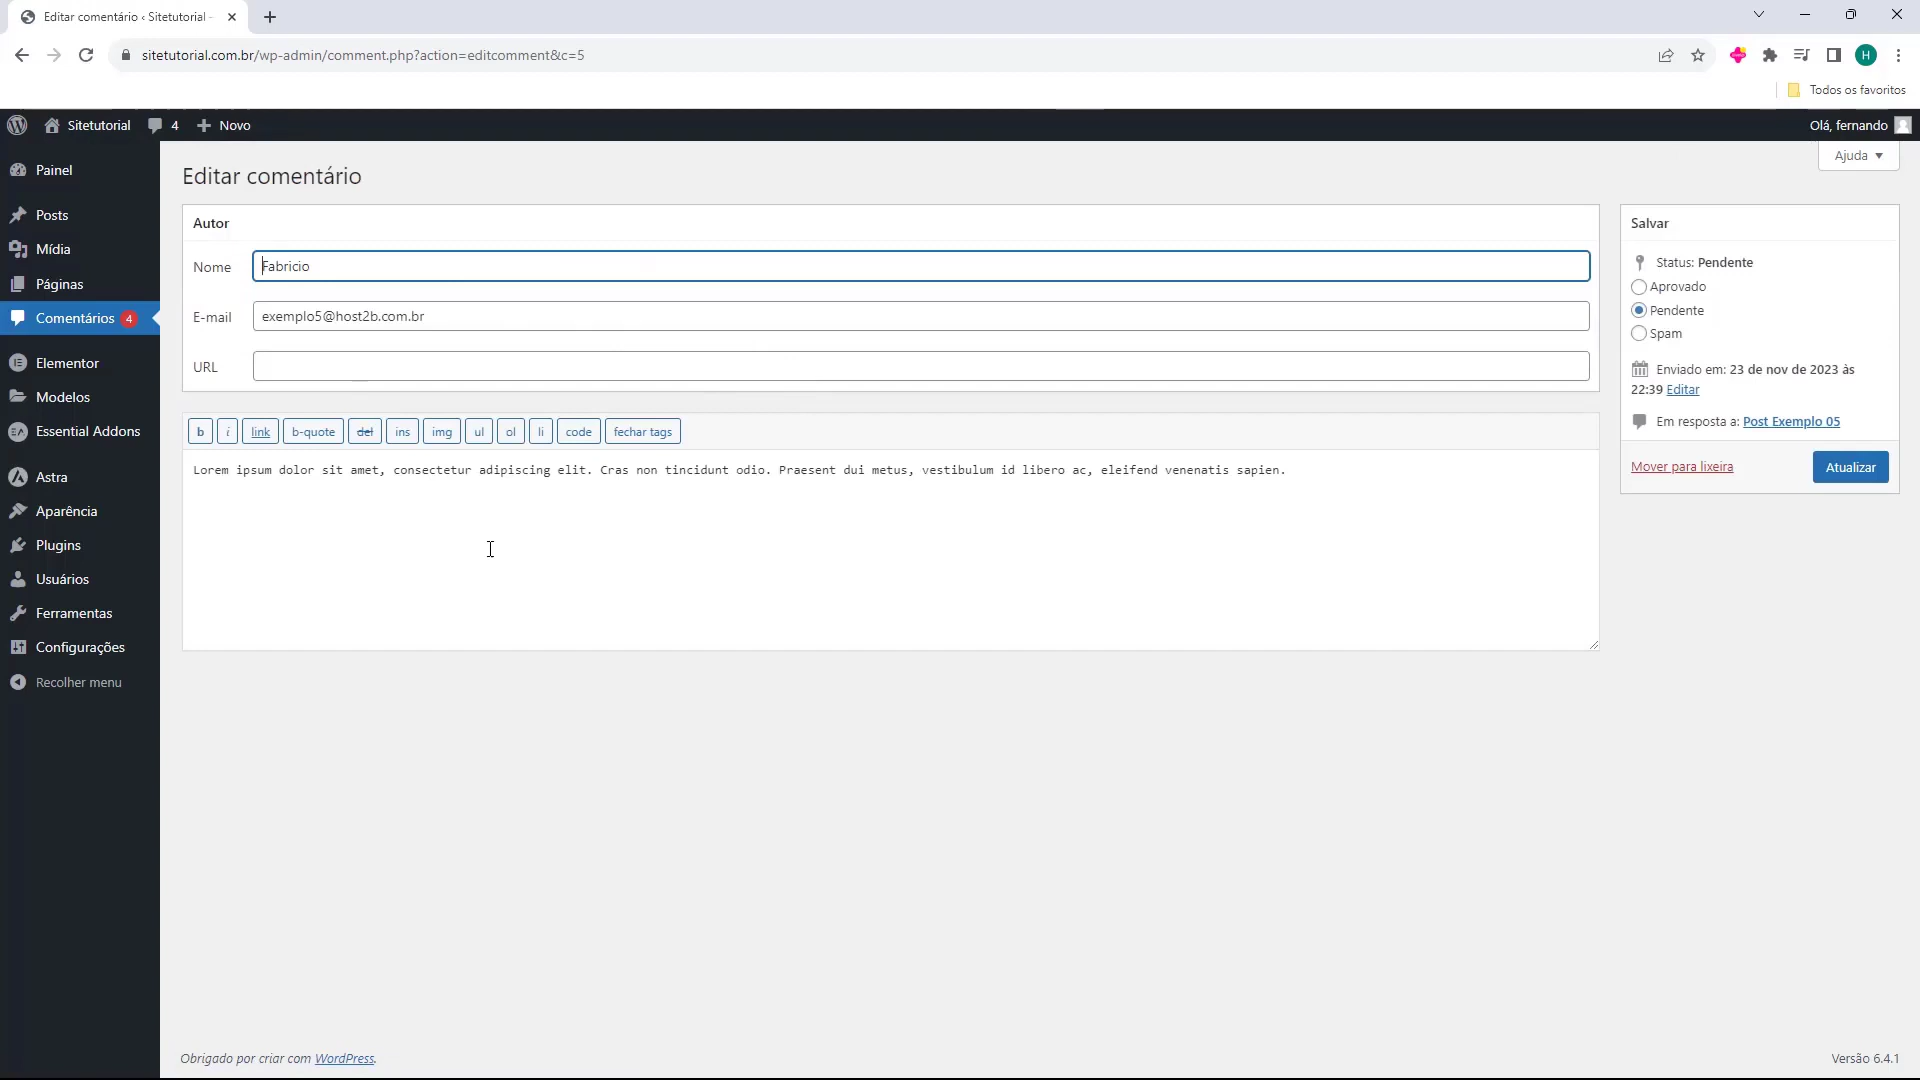 Editar comentário ‹ Sitetutorial -
sitetutorial.com.br/wp-admin/comment.php?action=editcomment&c=5
H
Todos os favoritos
Sitetutorial 4 Novo
Olá, fernando
Ajuda
Painel
Posts
Mídia
Páginas
Comentários 4
Elementor
Modelos
Essential Addons
Astra
Aparência
Plugins
Usuários
Ferramentas
Configurações
Recolher menu
Editar comentário
Autor
Nome Fabricio
E-mail exemplo5@host2b.com.br
URL
b i link b-quote del ins img ul ol li code fechar tags
Lorem ipsum dolor sit amet, consectetur adipiscing elit. Cras non tincidunt odio. Praesent dui metus, vestibulum id libero ac, eleifend venenatis sapien.
Salvar
Status: Pendente
Aprovado
Pendente
Spam
Enviado em: 23 de nov de 2023 às
22:39 Editar
Em resposta a: Post Exemplo 05
Mover para lixeira Atualizar
Obrigado por criar com WordPress.
Versão 6.4.1